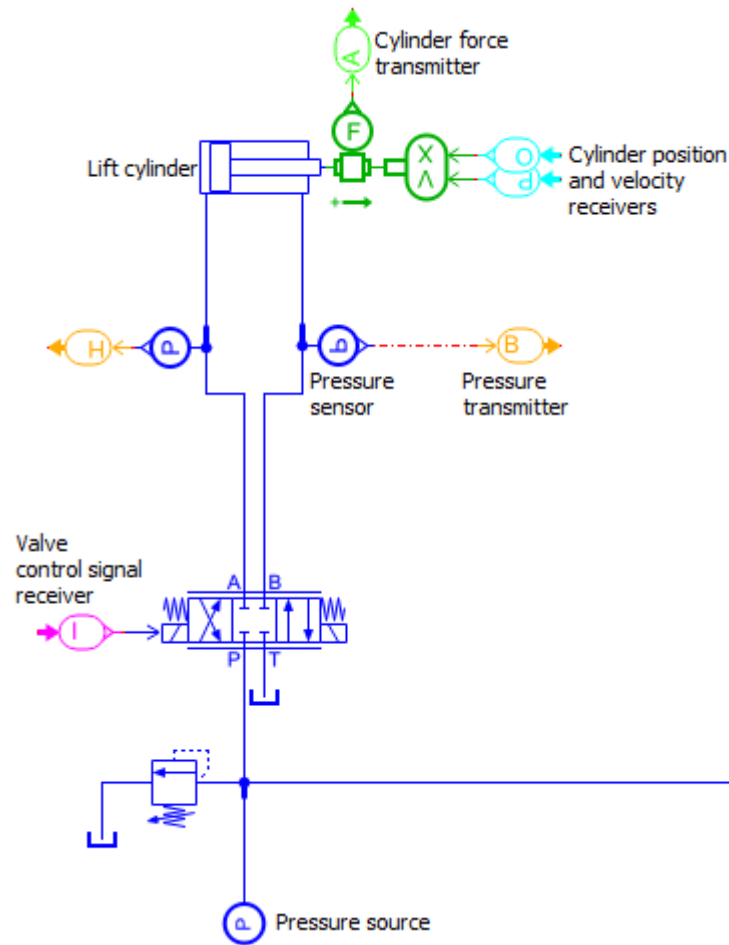 Cylinder force
transmitter
A
F
Lift cylinder
X
V
O
P
Cylinder position
and velocity
receivers
H
P
P
B
Pressure
sensor
Pressure
transmitter
Valve
control signal
receiver
I
A B
P T
P
Pressure source